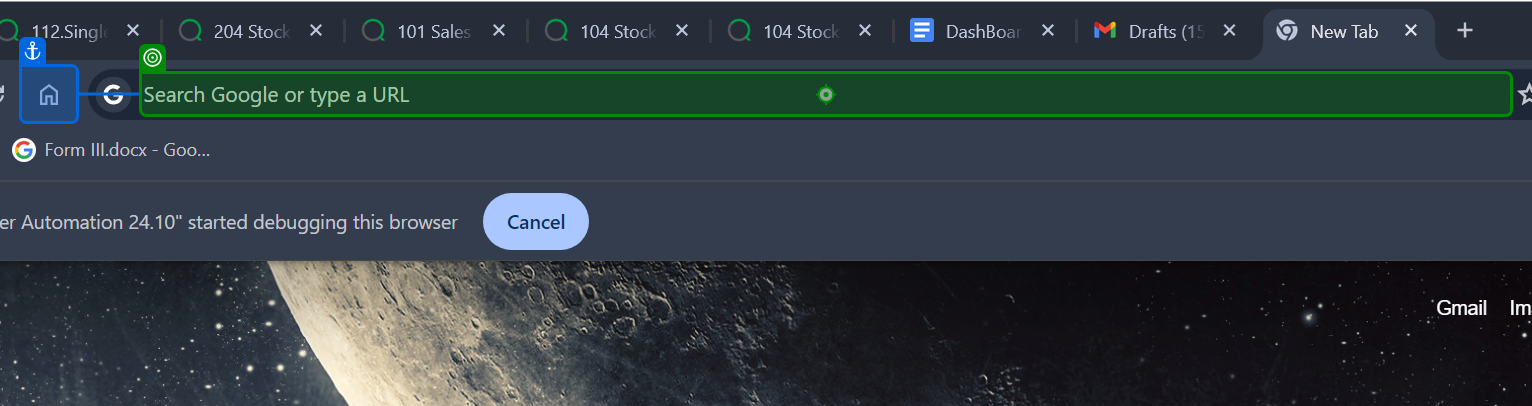 112.Single 204 Stock 101 Sales 104 Stock 104 Stock DashBoar Drafts (15 New Tab
Search Google or type a URL
Form III.docx - Goo...
er Automation 24.10" started debugging this browser Cancel
Gmail Im